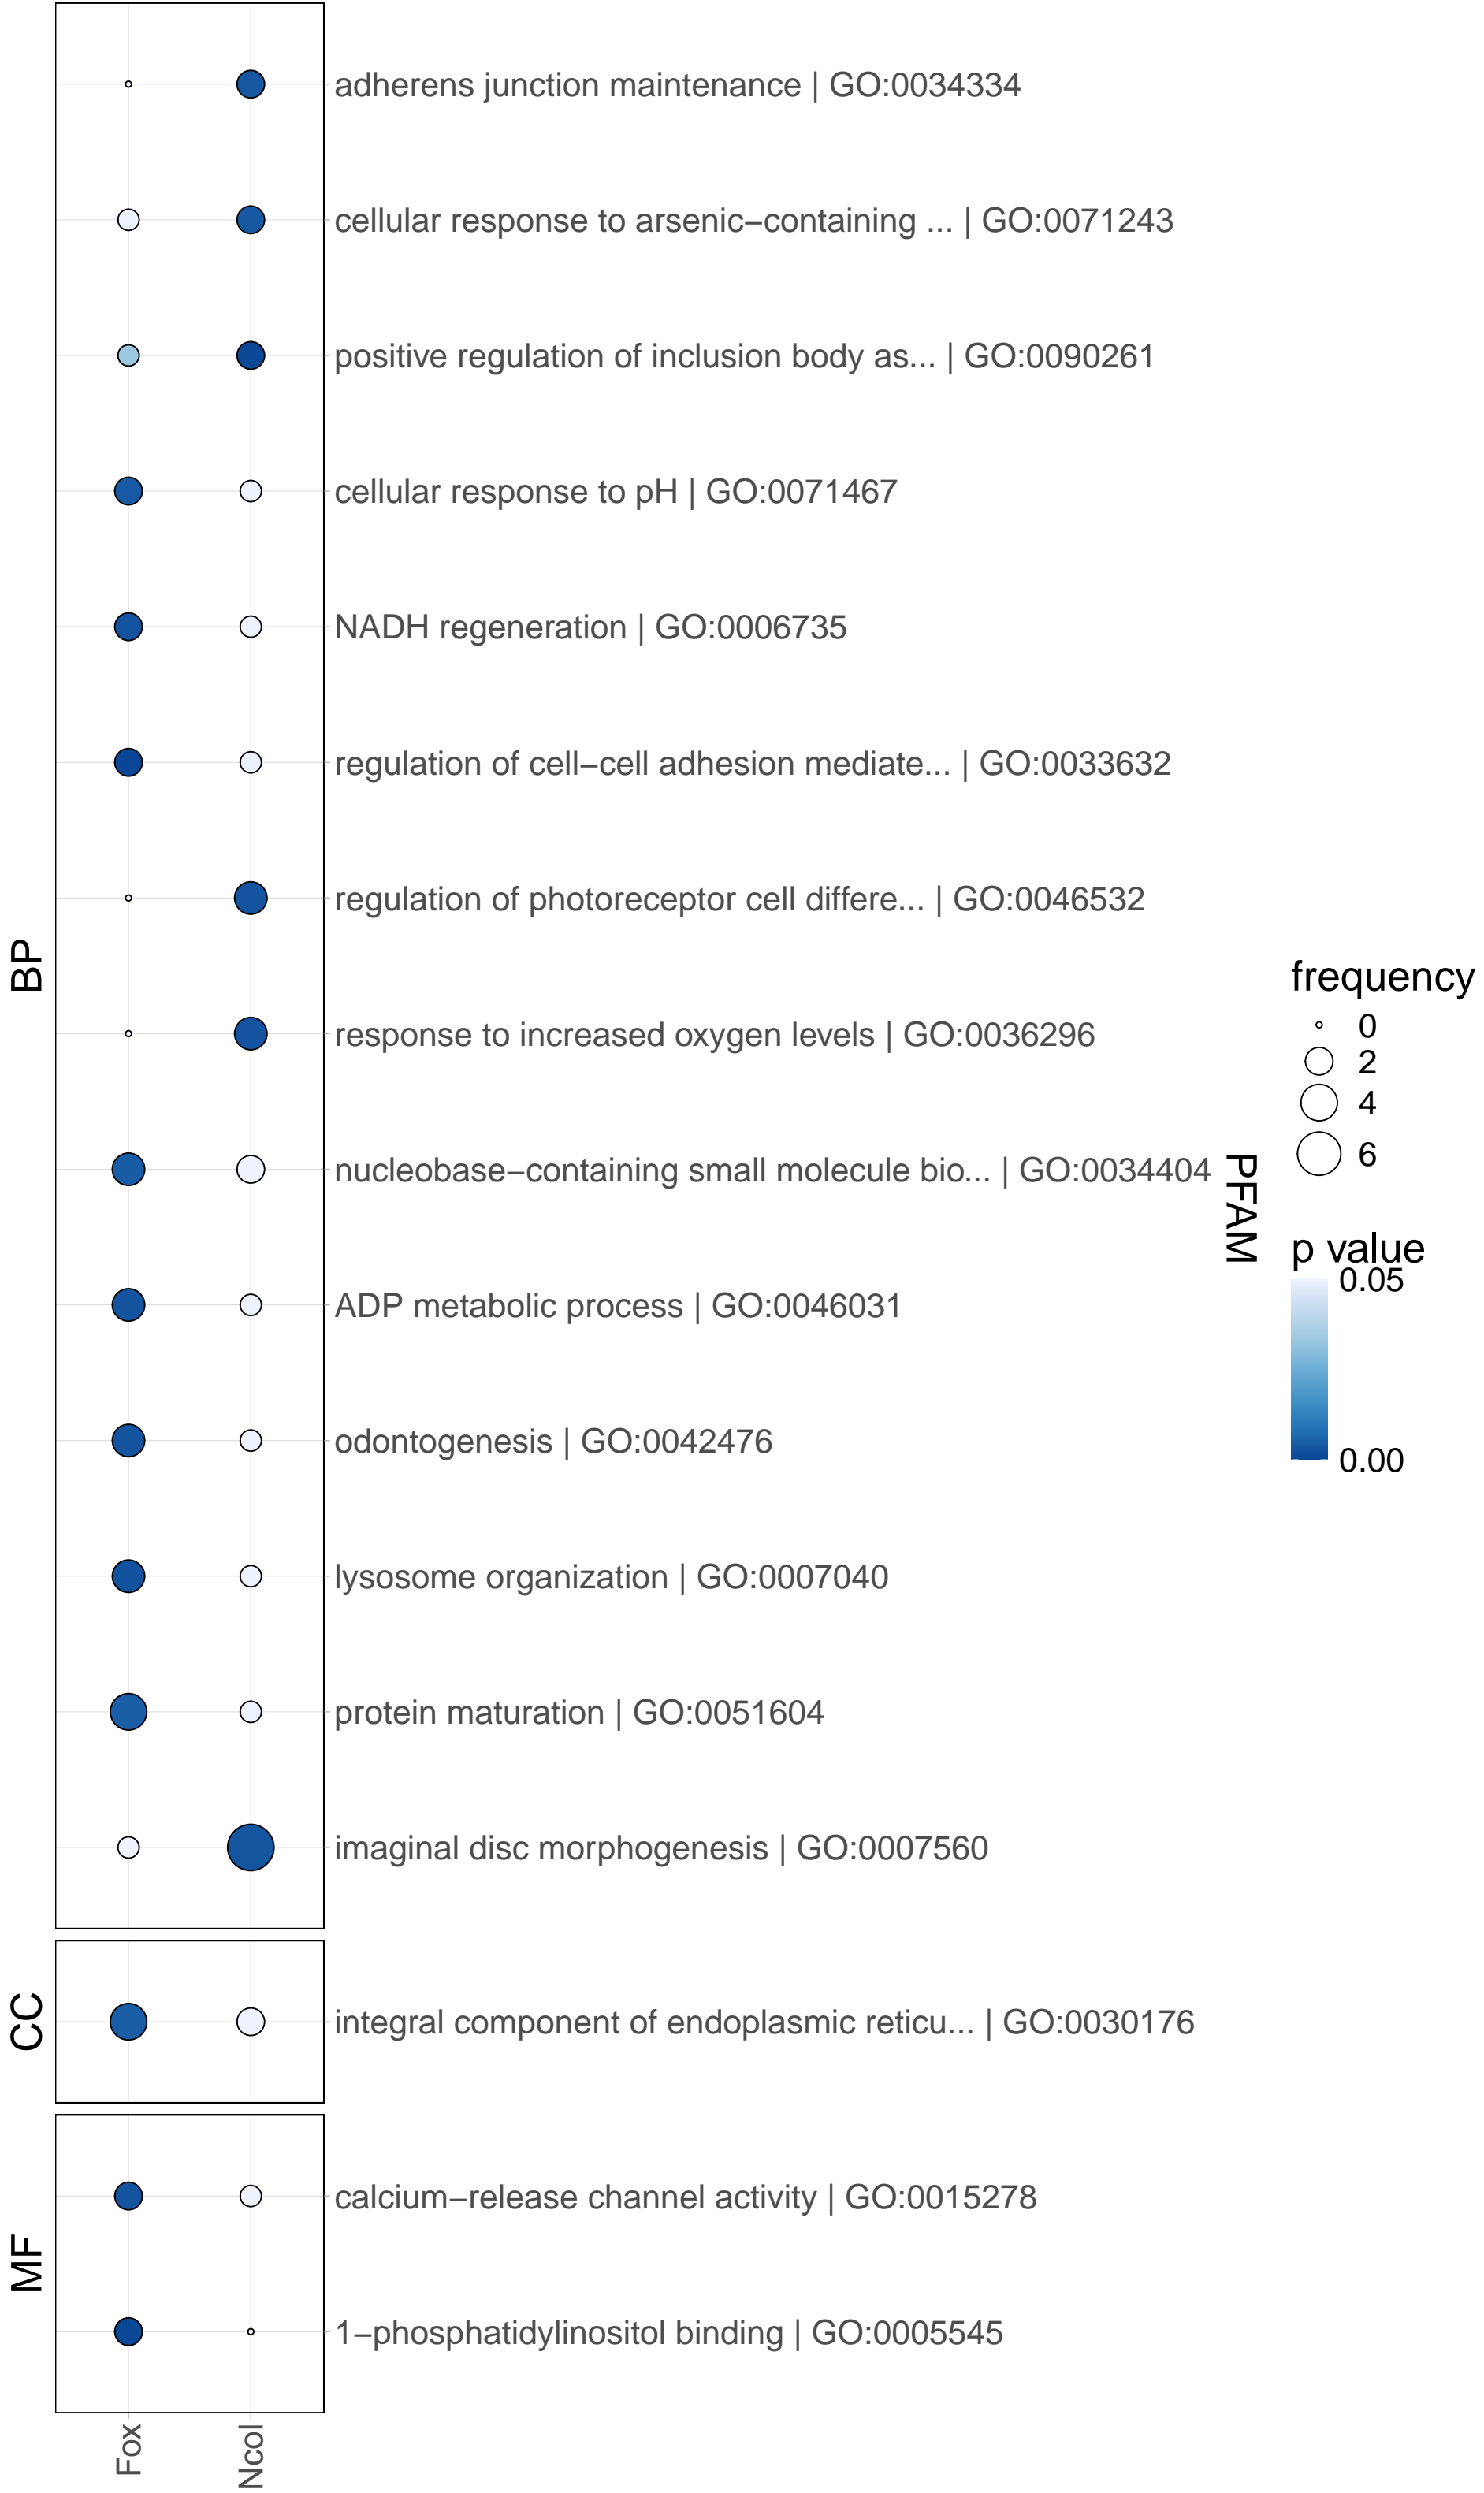 BP
adherens junction maintenance | GO:0034334
cellular response to arsenic−containing ... | GO:0071243
positive regulation of inclusion body as... | GO:0090261
cellular response to pH | GO:0071467
NADH regeneration | GO:0006735
regulation of cell−cell adhesion mediate... | GO:0033632
regulation of photoreceptor cell differe... | GO:0046532
response to increased oxygen levels | GO:0036296
nucleobase−containing small molecule bio... | GO:0034404
ADP metabolic process | GO:0046031
odontogenesis | GO:0042476
lysosome organization | GO:0007040
protein maturation | GO:0051604
imaginal disc morphogenesis | GO:0007560
CC
integral component of endoplasmic reticu... | GO:0030176
MF
calcium−release channel activity | GO:0015278
1−phosphatidylinositol binding | GO:0005545
Fox
Ncol
PFAM
frequency
0
2
4
6
p value
0.05
0.00